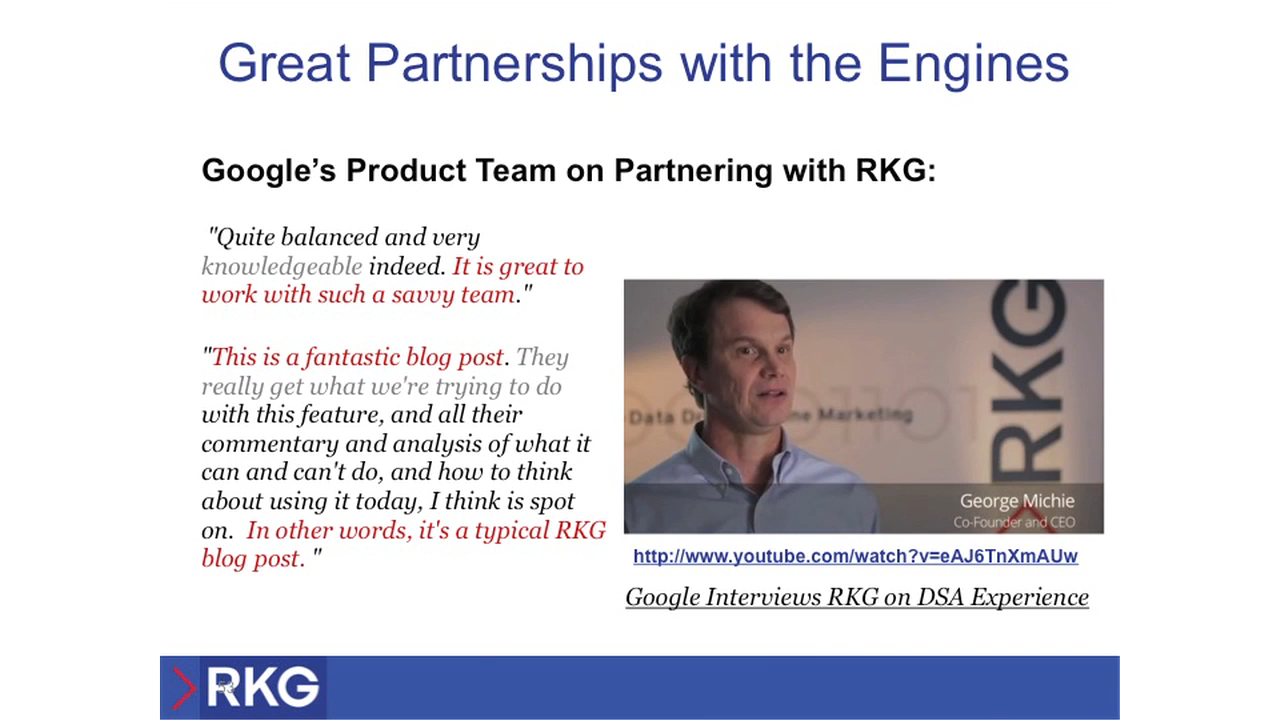 Great Partnerships with the Engines
Google’s Product Team on Partnering with RKG:
"Quite balanced and very
knowledgeable indeed. It is great to
work with such a savvy team."
"This is a fantastic blog post. They
really get what we're trying to do
with this feature, and all their
commentary and analysis of what it
can and can't do, and how to think
about using it today, I think is spot
on. In other words, it's a typical RKG
blog post. "
RKG
Data
Marketing
George Michie
Co-Founder and CEO
http://www.youtube.com/watch?v=eAJ6TnXmAUw
Google Interviews RKG on DSA Experience
RKG
53